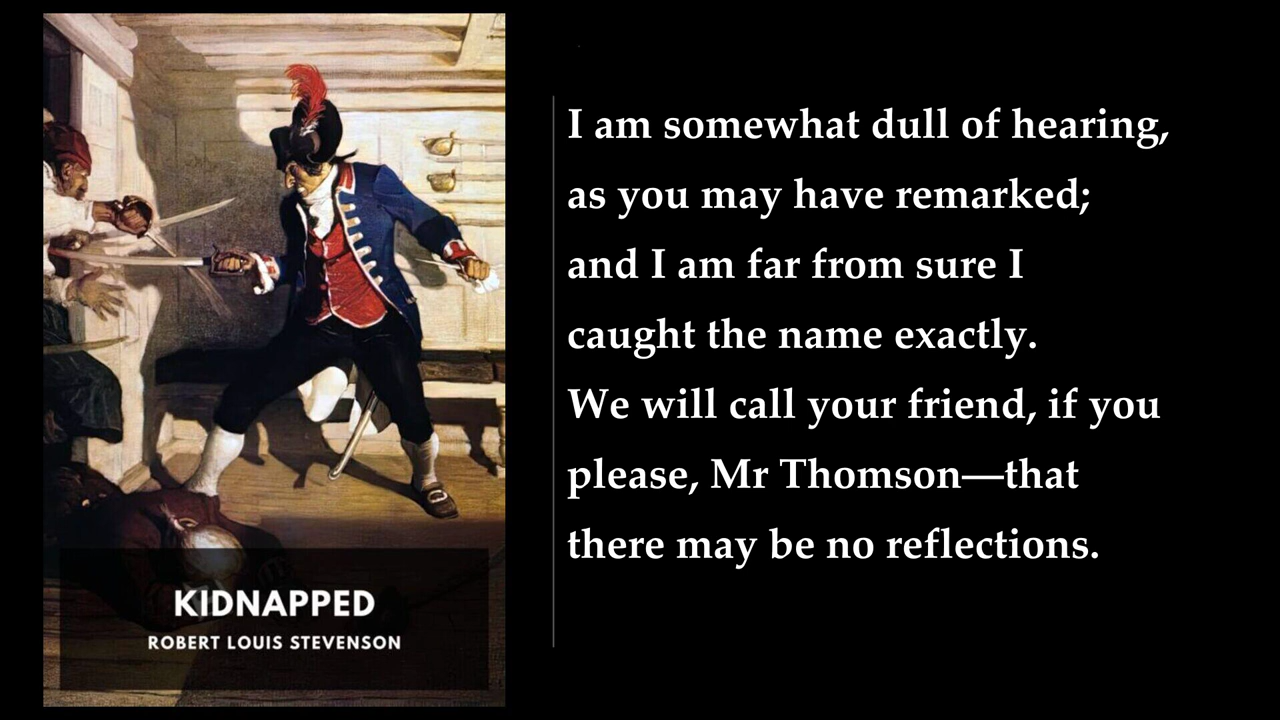 KIDNAPPED
ROBERT LOUIS STEVENSON
I am somewhat dull of hearing,
as you may have remarked;
and I am far from sure I
caught the name exactly.
We will call your friend, if you
please, Mr Thomson—that
there may be no reflections.